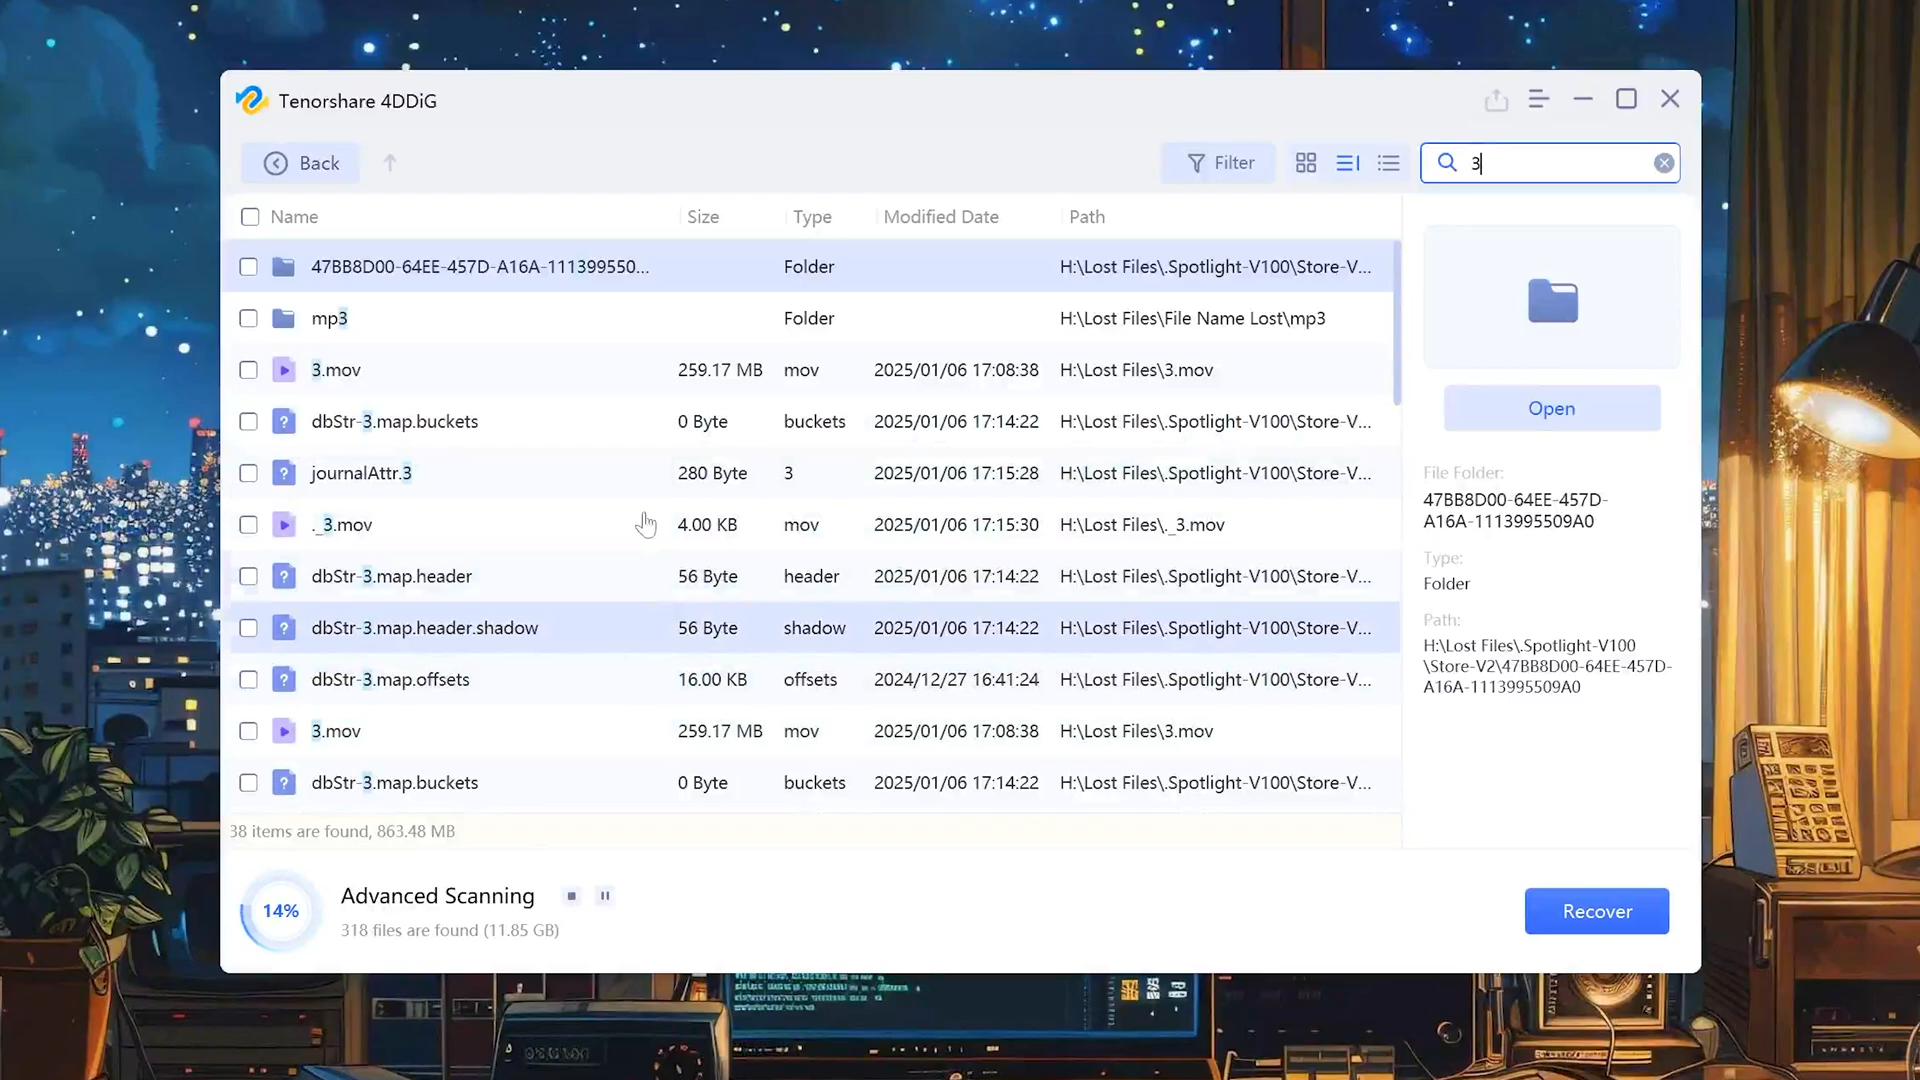 Tenorshare 4DDiG
Back
Filter
3
Name Size Type Modified Date Path
47BB8D00-64EE-457D-A16A-111399550... Folder H:\Lost Files\.Spotlight-V100\Store-V...
mp3 Folder H:\Lost Files\File Name Lost\mp3
3.mov 259.17 MB mov 2025/01/06 17:08:38 H:\Lost Files\3.mov
dbStr-3.map.buckets 0 Byte buckets 2025/01/06 17:14:22 H:\Lost Files\.Spotlight-V100\Store-V...
journalAttr.3 280 Byte 3 2025/01/06 17:15:28 H:\Lost Files\.Spotlight-V100\Store-V...
._3.mov 4.00 KB mov 2025/01/06 17:15:30 H:\Lost Files\._3.mov
dbStr-3.map.header 56 Byte header 2025/01/06 17:14:22 H:\Lost Files\.Spotlight-V100\Store-V...
dbStr-3.map.header.shadow 56 Byte shadow 2025/01/06 17:14:22 H:\Lost Files\.Spotlight-V100\Store-V...
dbStr-3.map.offsets 16.00 KB offsets 2024/12/27 16:41:24 H:\Lost Files\.Spotlight-V100\Store-V...
3.mov 259.17 MB mov 2025/01/06 17:08:38 H:\Lost Files\3.mov
dbStr-3.map.buckets 0 Byte buckets 2025/01/06 17:14:22 H:\Lost Files\.Spotlight-V100\Store-V...
38 items are found, 863.48 MB
Open
File Folder:
47BB8D00-64EE-457D-
A16A-1113995509A0
Type:
Folder
Path:
H:\Lost Files\.Spotlight-V100
\Store-V2\47BB8D00-64EE-457D-
A16A-1113995509A0
14%
Advanced Scanning
318 files are found (11.85 GB)
Recover